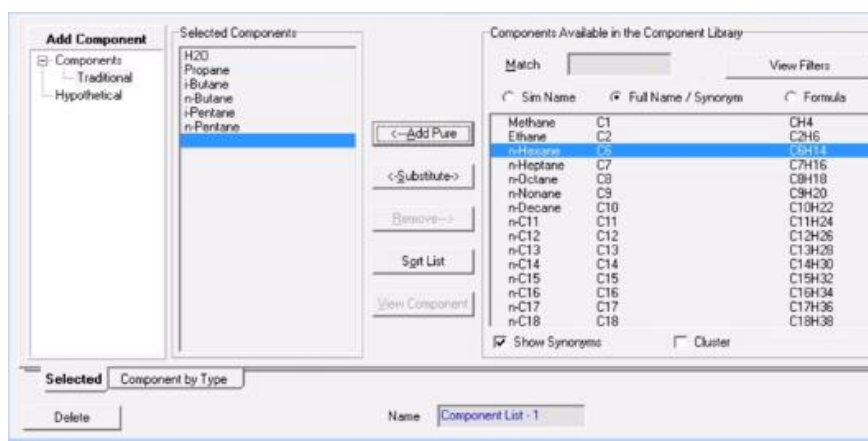 Add Component
Components
Traditional
Hypothetical
Selected Components
H2O
Propane
i-Butane
n-Butane
i-Pentane
n-Pentane
<---Add Pure
<-Substitute->
Remove--->
Sort List
View Component
Components Available in the Component Library
Match
View Filters
Sim Name Full Name / Synonym Formula
Methane C1 CH4
Ethane C2 C2H6
n-Hexane C6 C6H14
n-Heptane C7 C7H16
n-Octane C8 C8H18
n-Nonane C9 C9H20
n-Decane C10 C10H22
n-C11 C11 C11H24
n-C12 C12 C12H26
n-C13 C13 C13H28
n-C14 C14 C14H30
n-C15 C15 C15H32
n-C16 C16 C16H34
n-C17 C17 C17H36
n-C18 C18 C18H38
Show Synonyms Cluster
Selected Component by Type
Delete Name Component List - 1